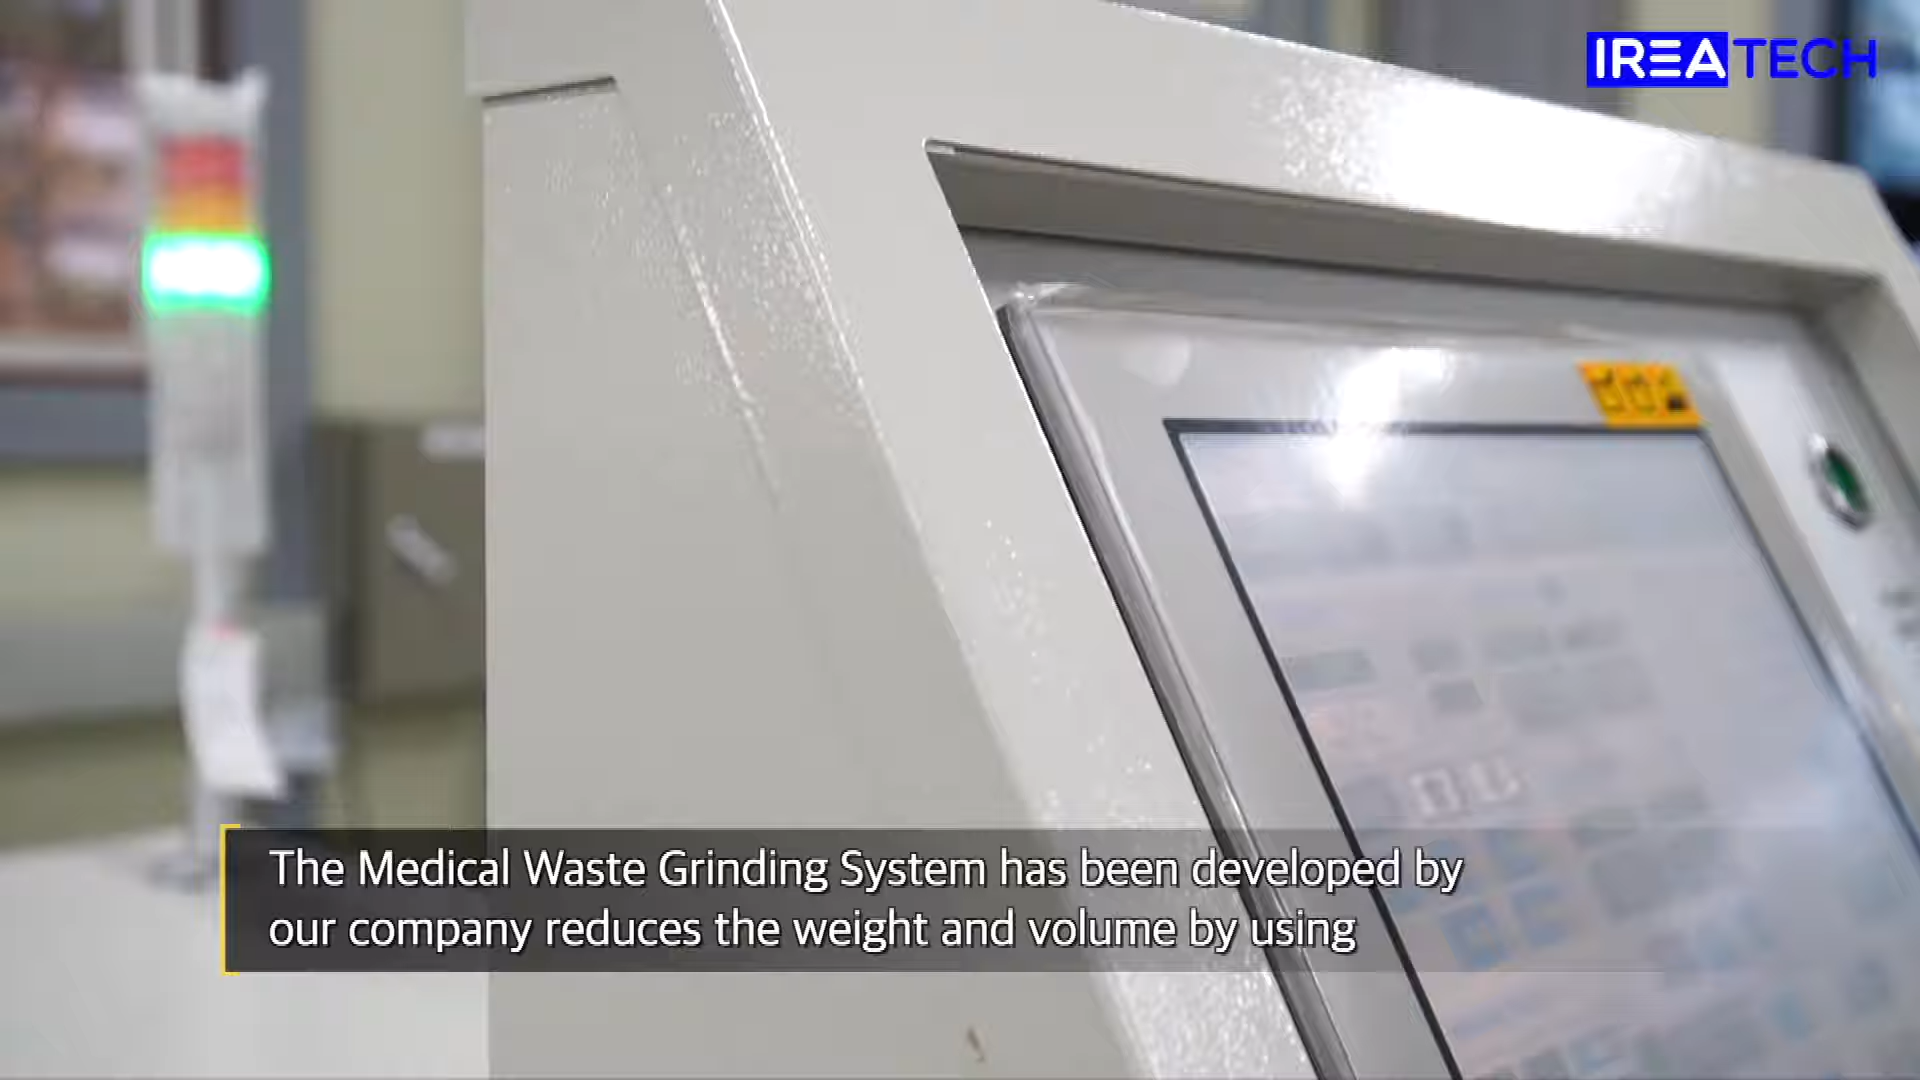 IREATECH
The Medical Waste Grinding System has been developed by
our company reduces the weight and volume by using